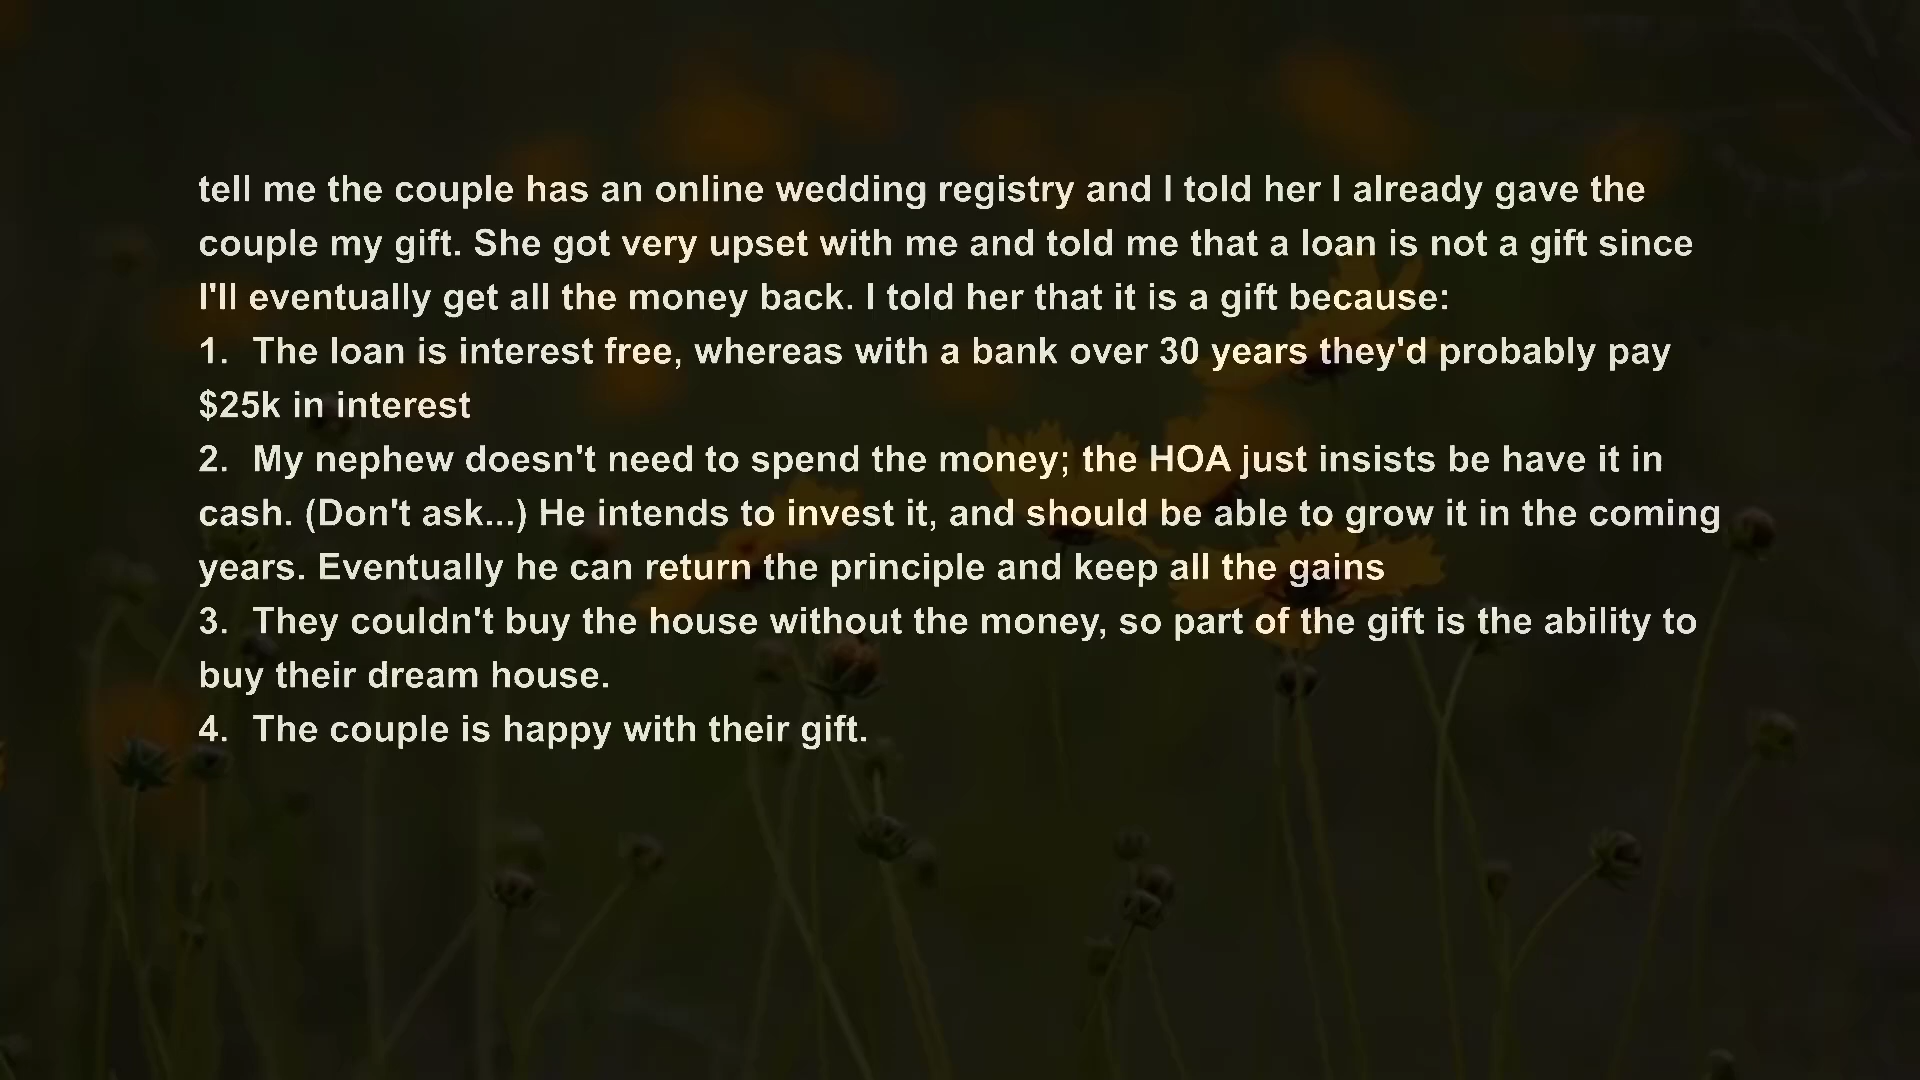 tell me the couple has an online wedding registry and I told her I already gave the
couple my gift. She got very upset with me and told me that a loan is not a gift since
I'll eventually get all the money back. I told her that it is a gift because:
1. The loan is interest free, whereas with a bank over 30 years they'd probably pay
$25k in interest
2. My nephew doesn't need to spend the money; the HOA just insists be have it in
cash. (Don't ask...) He intends to invest it, and should be able to grow it in the coming
years. Eventually he can return the principle and keep all the gains
3. They couldn't buy the house without the money, so part of the gift is the ability to
buy their dream house.
4. The couple is happy with their gift.